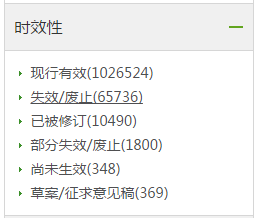 时效性
现行有效(1026524)
失效/废止(65736)
已被修订(10490)
部分失效/废止(1800)
尚未生效(348)
草案/征求意见稿(369)